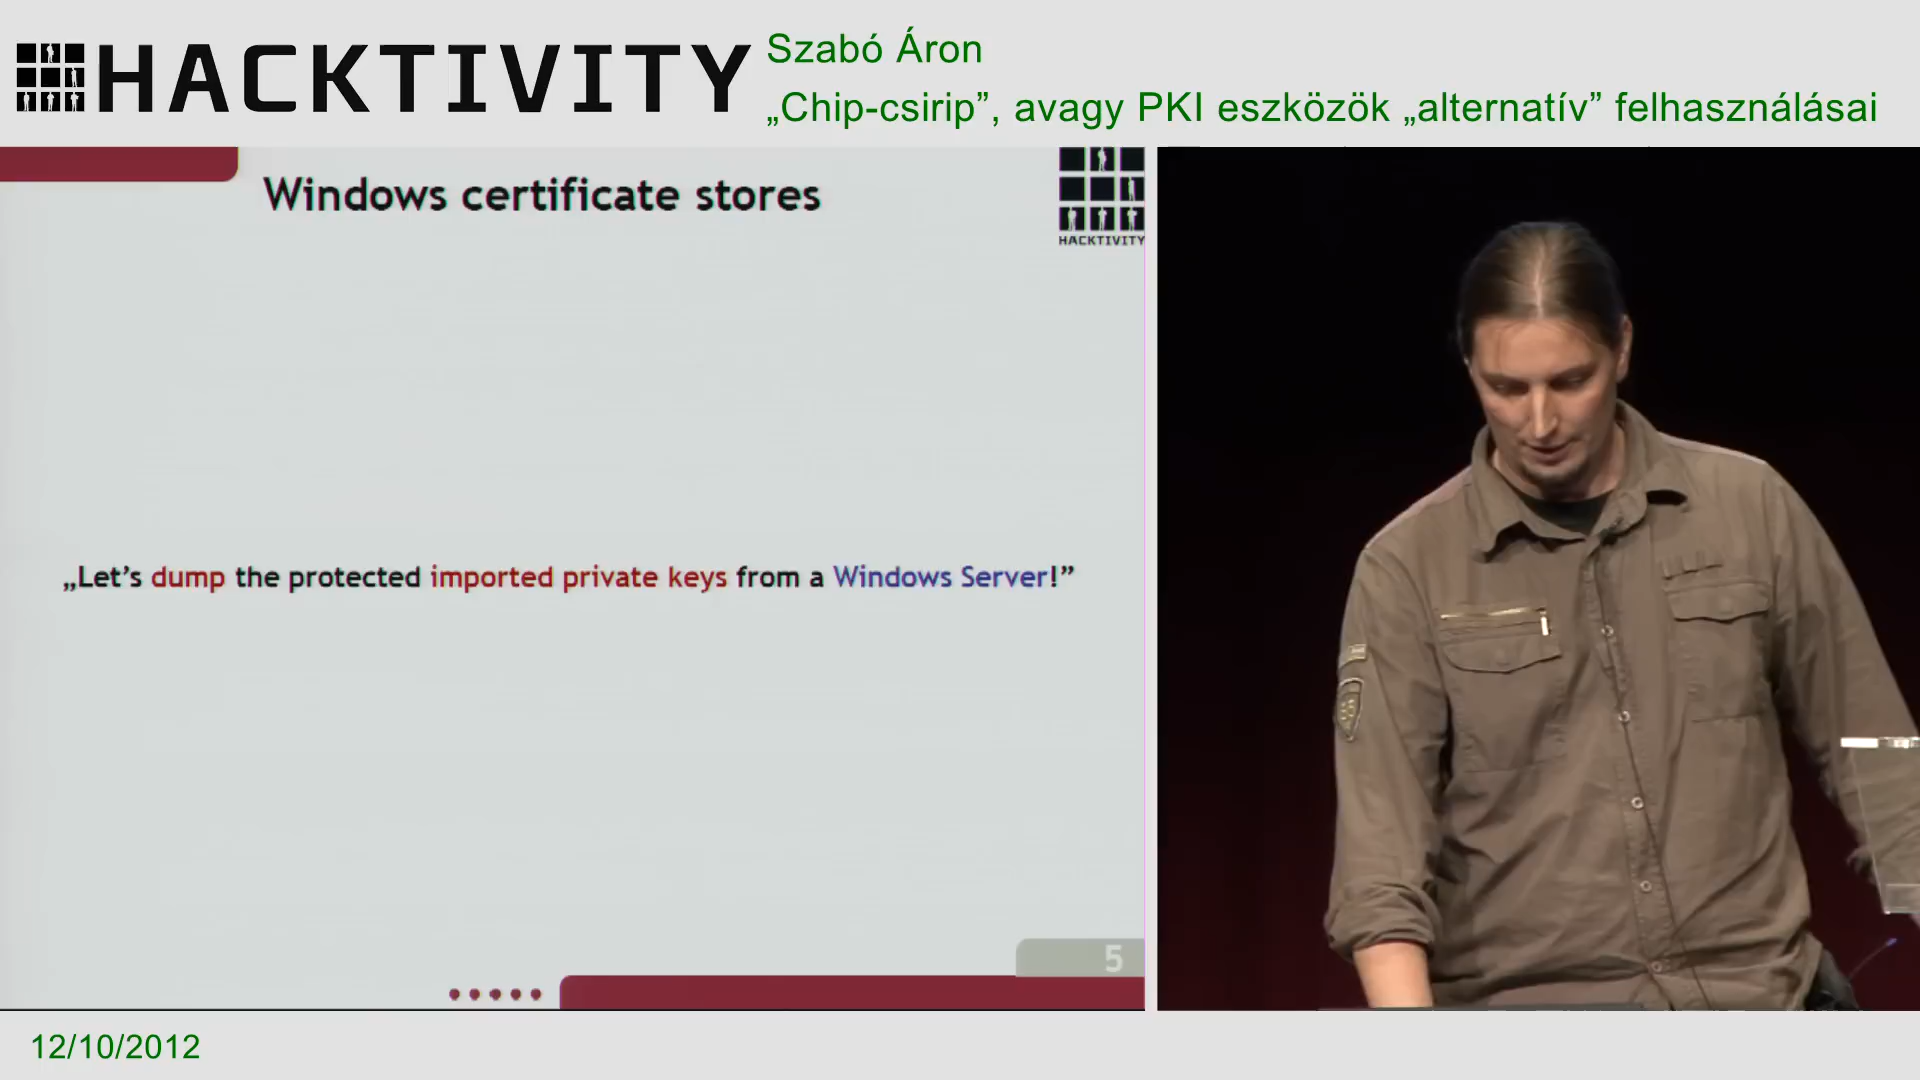 HACKTIVITY
Szabó Áron
„Chip-csirip”, avagy PKI eszközök „alternatív” felhasználásai
Windows certificate stores
HACKTIVITY
„Let’s dump the protected imported private keys from a Windows Server!”
5
12/10/2012